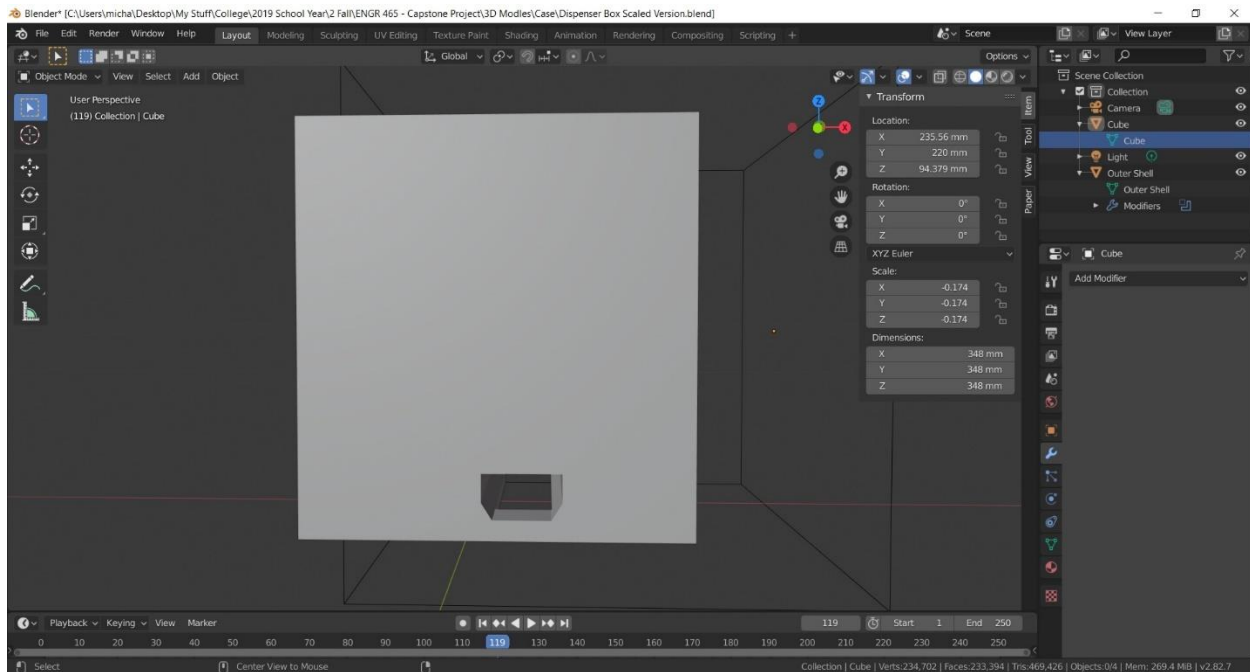 Blender* [C:\Users\micha\Desktop\My Stuff\College\2019 School Year\2 Fall\ENGR 465 - Capstone Project\3D Modles\Case\Dispenser Box Scaled Version.blend]
File Edit Render Window Help Layout Modeling Sculpting UV Editing Texture Paint Shading Animation Rendering Compositing Scripting + Scene View Layer
Global Options
Object Mode View Select Add Object
User Perspective
(119) Collection | Cube
Z
X
Transform
Location:
X 235.56 mm
Y 220 mm
Z 94.379 mm
Rotation:
X 0°
Y 0°
Z 0°
XYZ Euler
Scale:
X -0.174
Y -0.174
Z -0.174
Dimensions:
X 348 mm
Y 348 mm
Z 348 mm
Item
Tool
View
Paper
Scene Collection
Collection
Camera
Cube
Cube
Light
Outer Shell
Outer Shell
Modifiers
Cube
Add Modifier
Playback Keying View Marker 119 Start 1 End 250
0 10 20 30 40 50 60 70 80 90 100 110 119 130 140 150 160 170 180 190 200 210 220 230 240 250
Select Center View to Mouse Collection | Cube | Verts:234,702 | Faces:233,394 | Tris:469,426 | Objects:0/4 | Mem: 269.4 MiB | v2.82.7